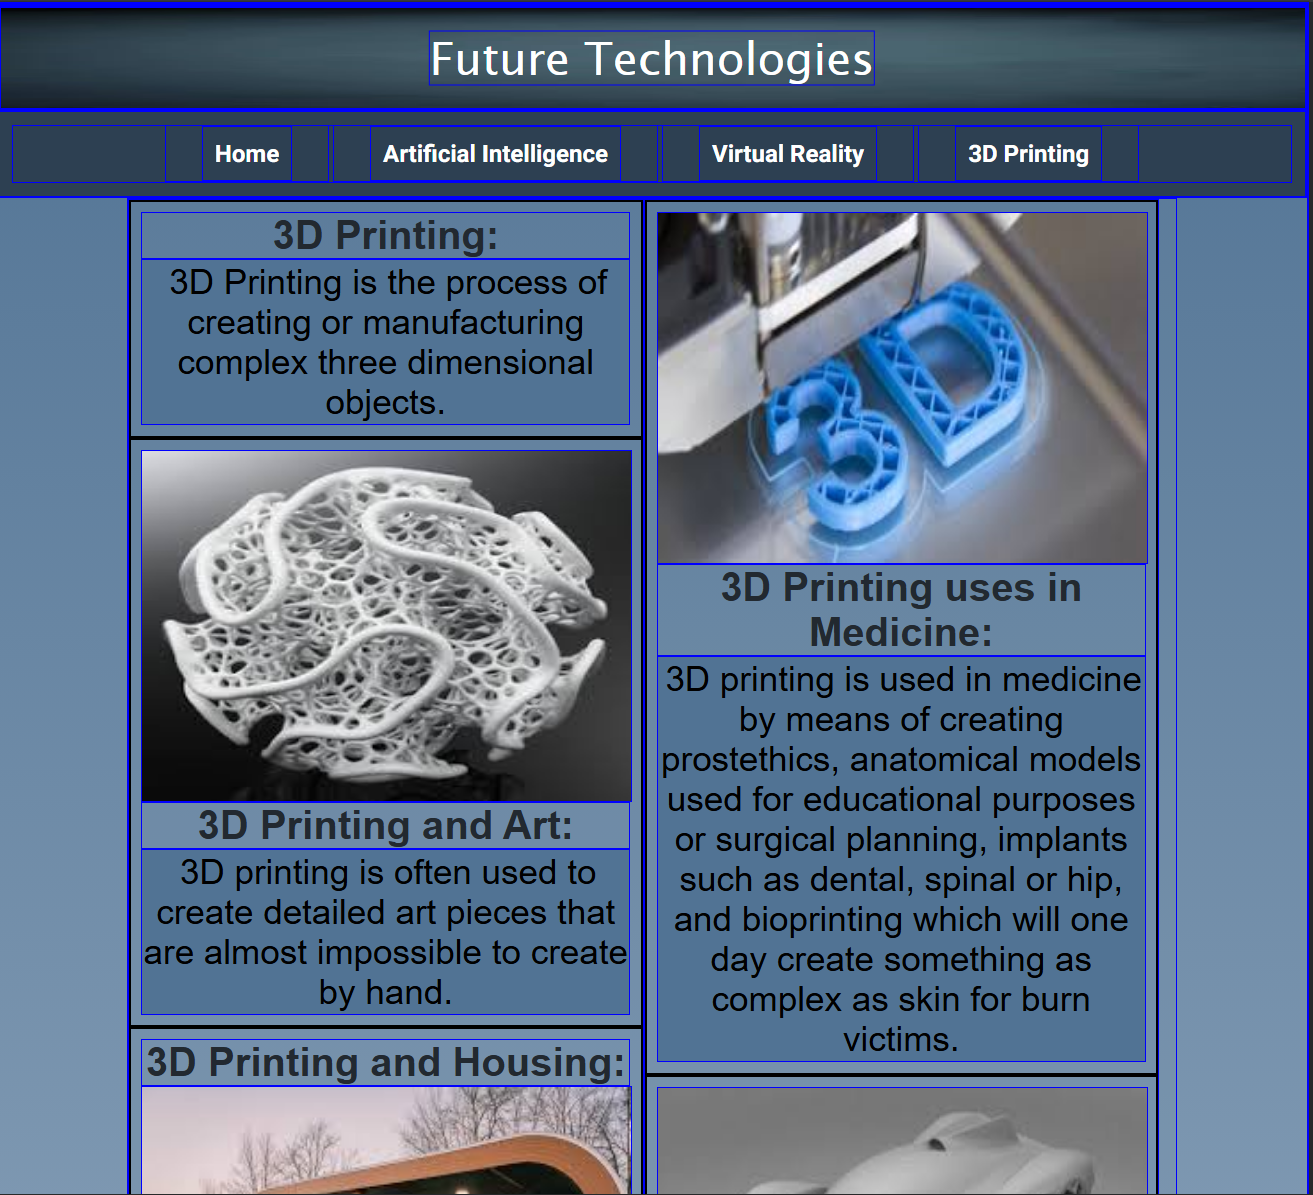 Future Technologies
Home
Artificial Intelligence
Virtual Reality
3D Printing
3D Printing:
3D Printing is the process of
creating or manufacturing
complex three dimensional
objects.
3D Printing and Art:
3D printing is often used to
create detailed art pieces that
are almost impossible to create
by hand.
3D Printing and Housing:
3D
3D Printing uses in
Medicine:
3D printing is used in medicine
by means of creating
prostethics, anatomical models
used for educational purposes
or surgical planning, implants
such as dental, spinal or hip,
and bioprinting which will one
day create something as
complex as skin for burn
victims.